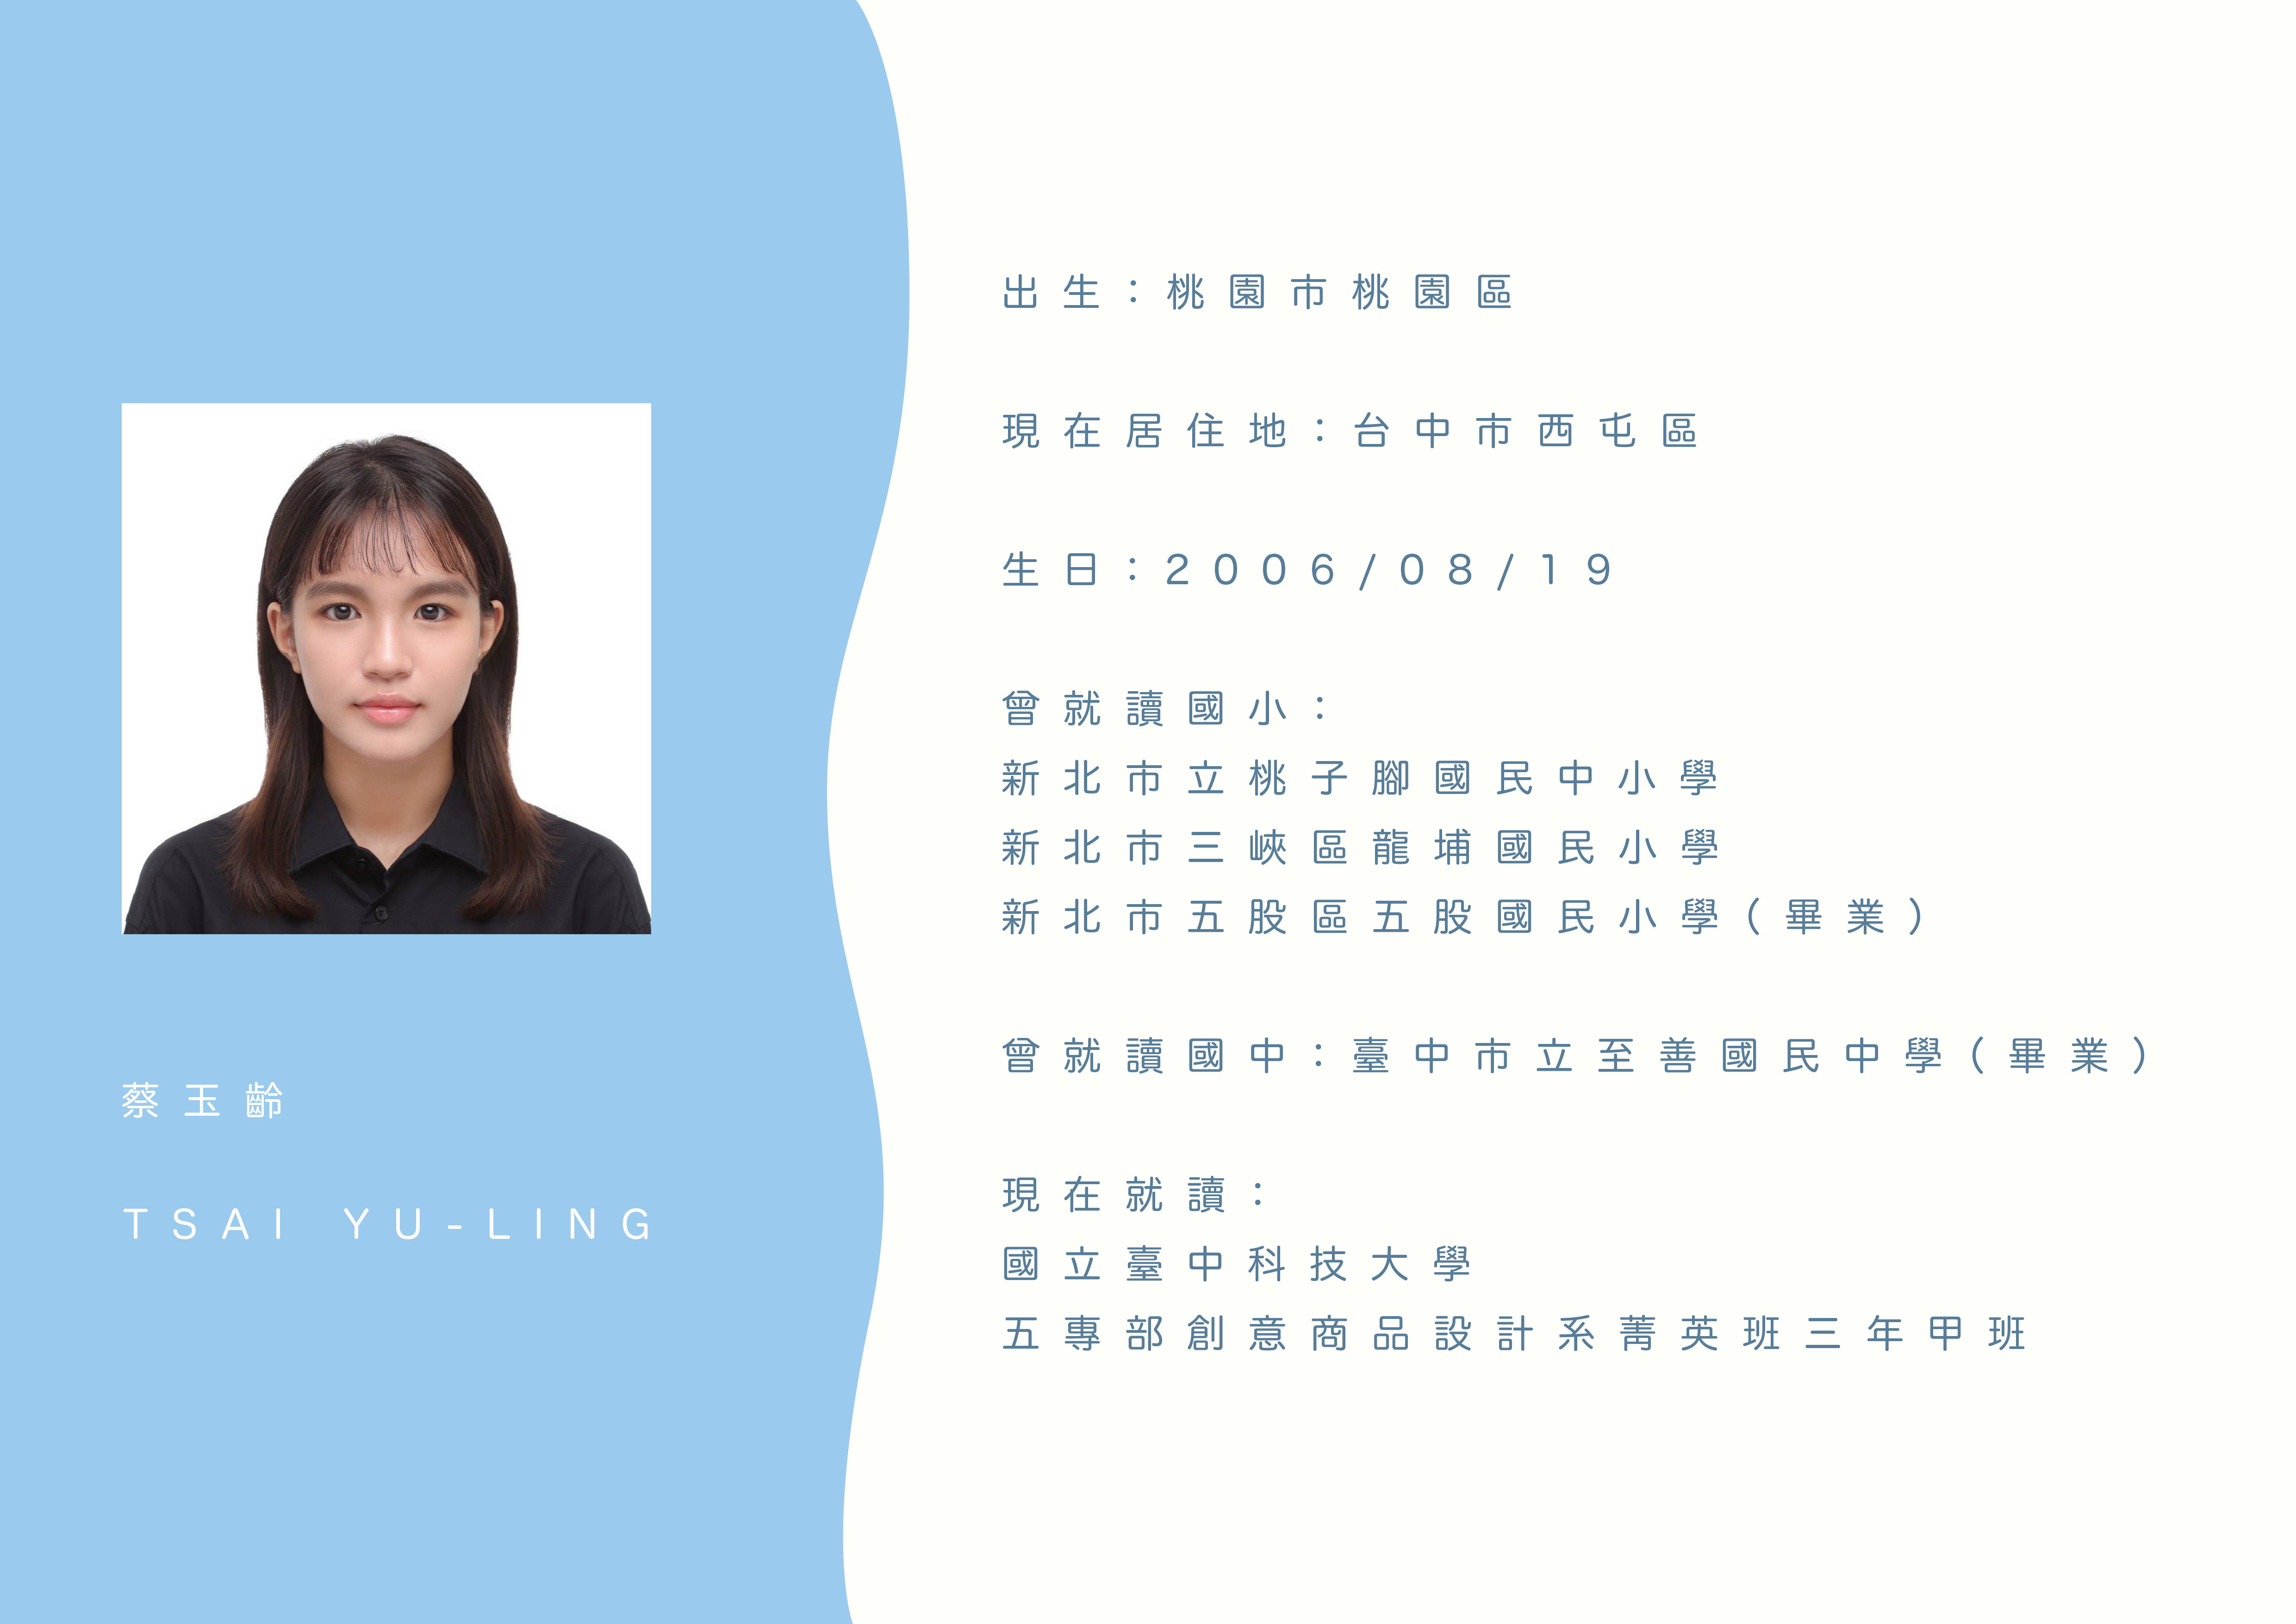 蔡玉齡
TSAI YU-LING
出生：桃園市桃園區
現在居住地：台中市西屯區
生日：2006/08/19
曾就讀國小：
新北市立桃子腳國民中小學
新北市三峽區龍埔國民小學
新北市五股區五股國民小學(畢業)
曾就讀國中：臺中市立至善國民中學(畢業)
現在就讀：
國立臺中科技大學
五專部創意商品設計系菁英班三年甲班